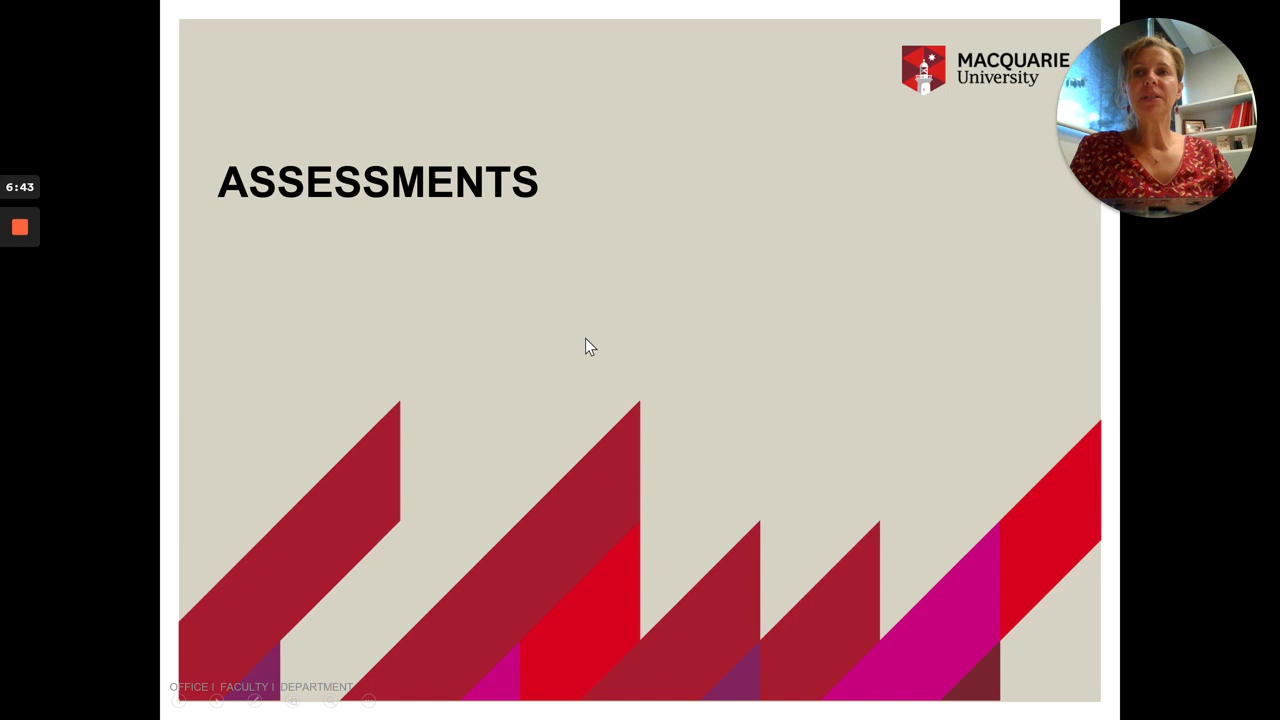 MACQUARIE
University
ASSESSMENTS
6:43
OFFICE I FACULTY I DEPARTMENT